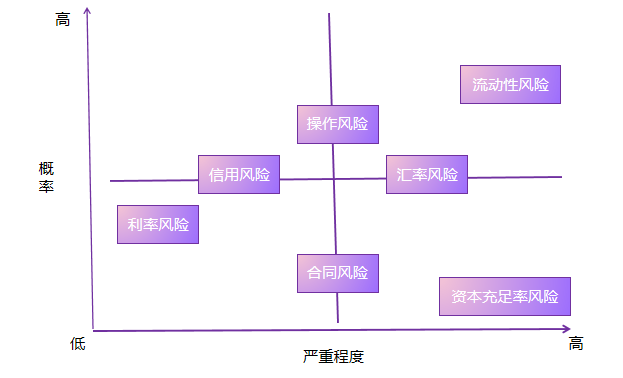 高
流动性风险
操作风险
概
率
信用风险
汇率风险
利率风险
合同风险
资本充足率风险
低
高
严重程度